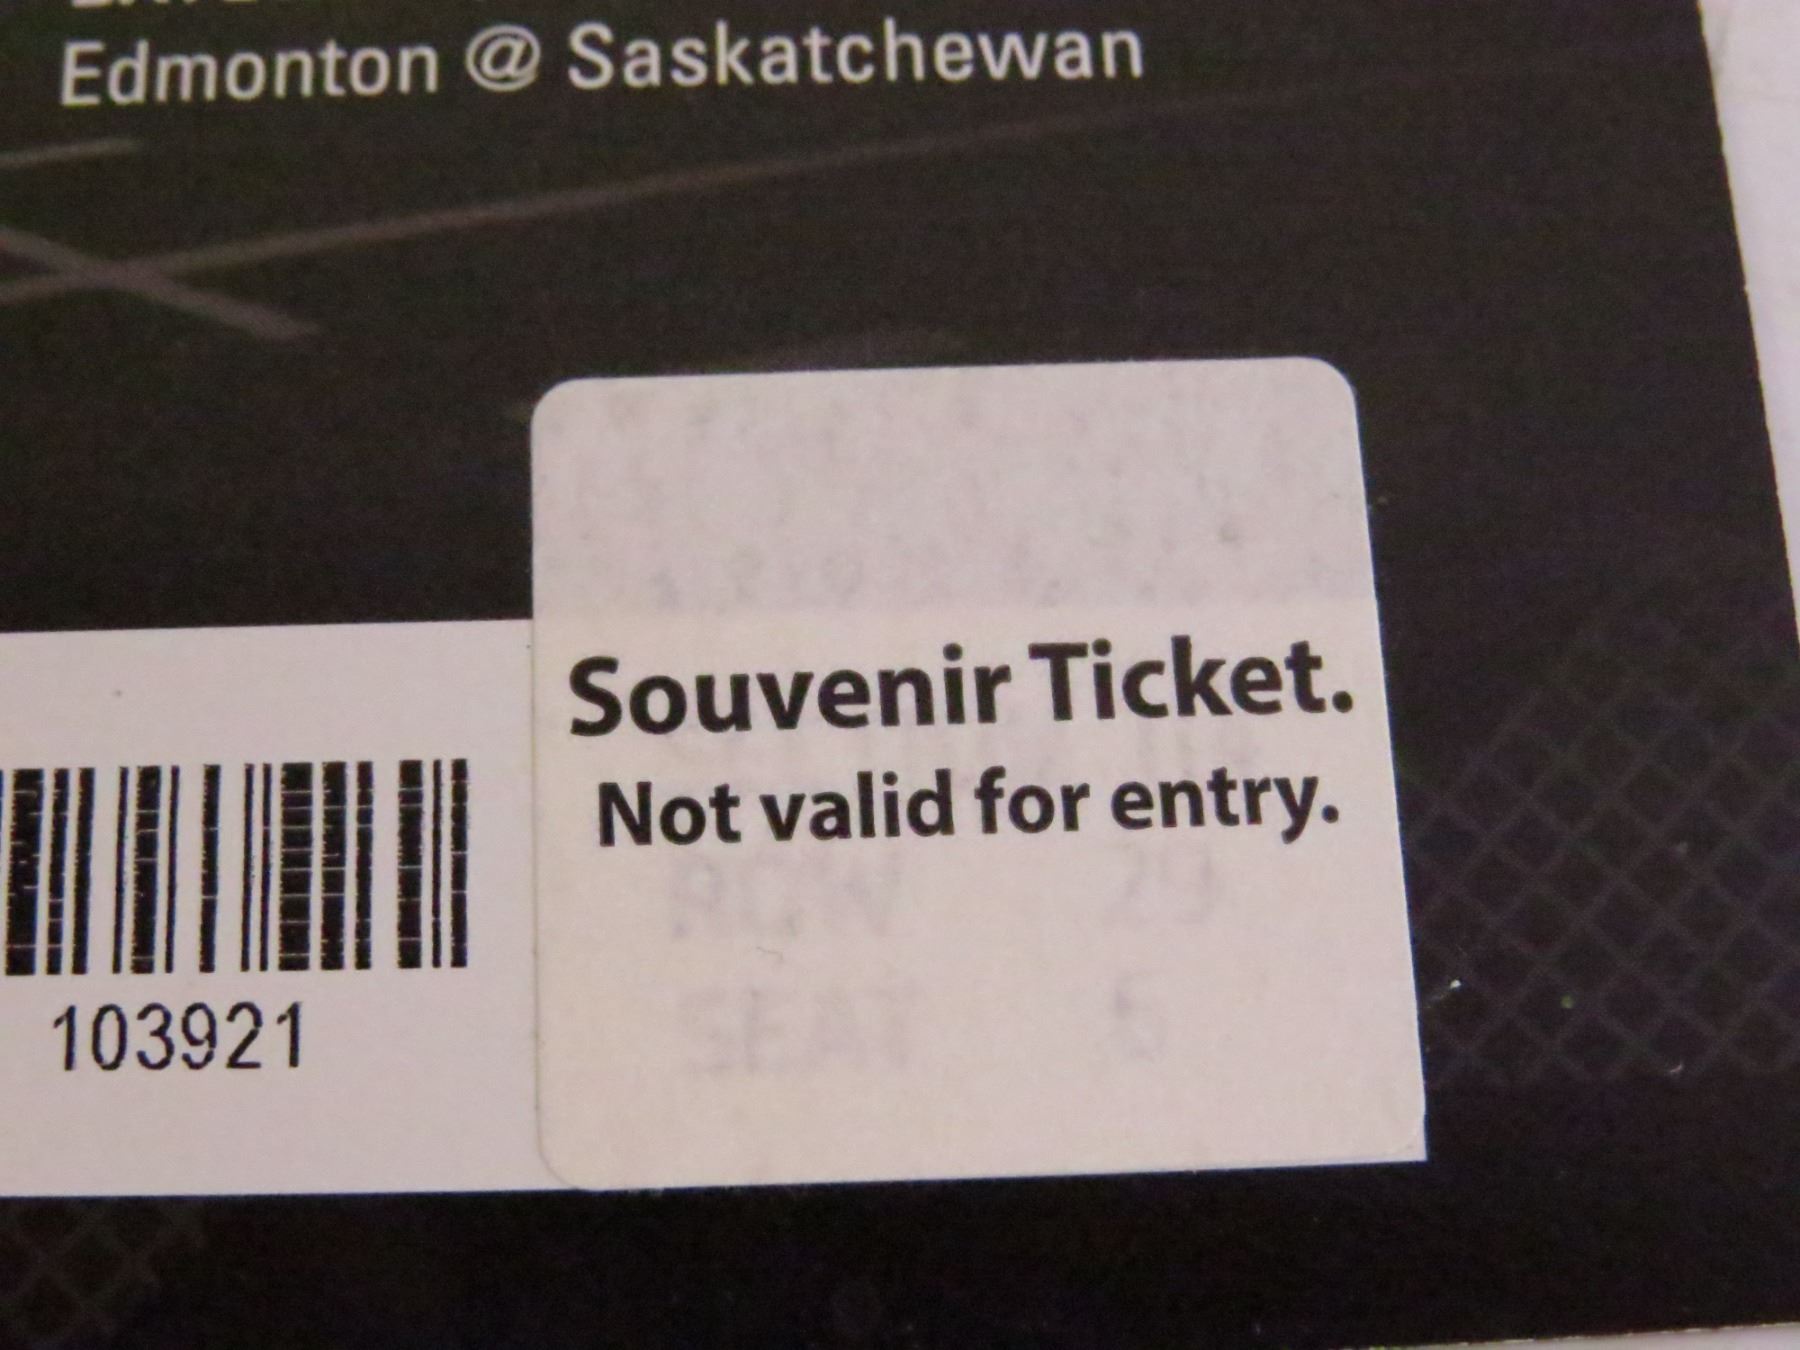 Edmonton @ Saskatchewan
Souvenir Ticket.
Not valid for entry.
103921